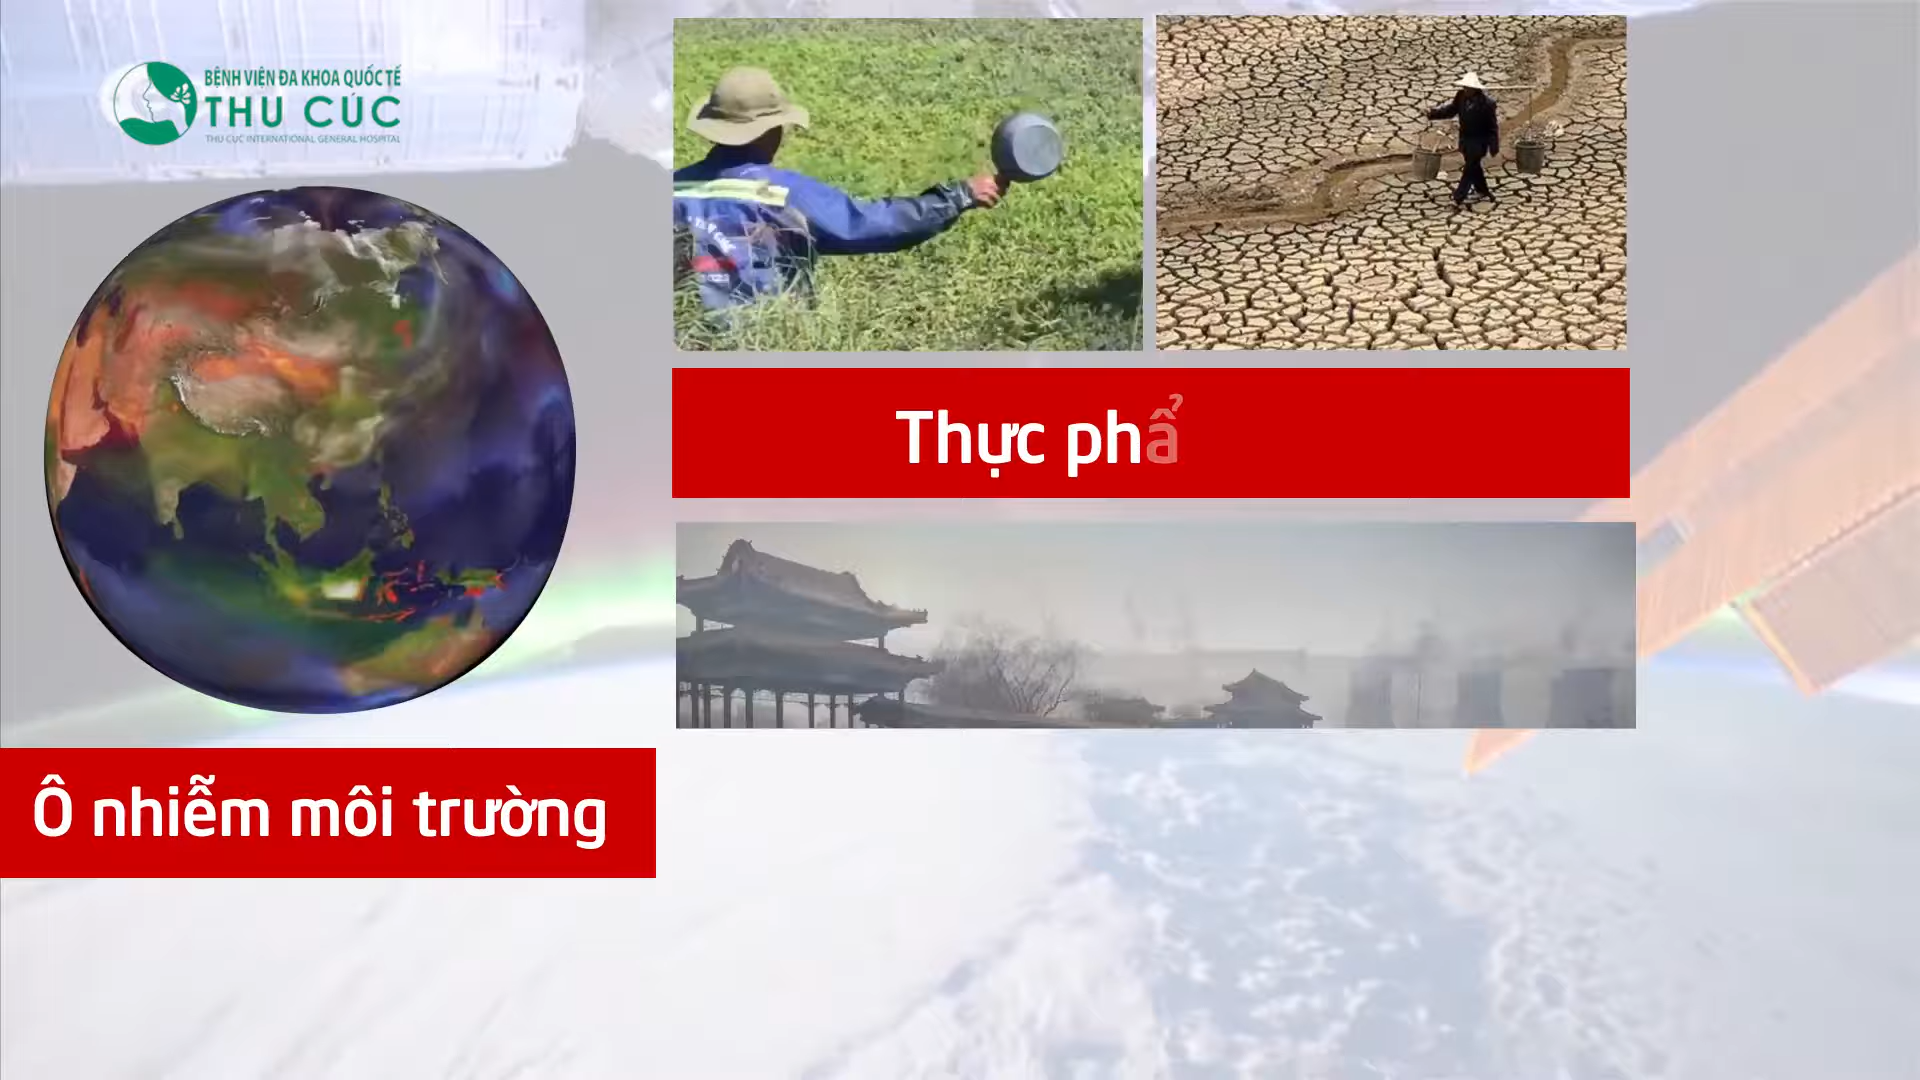 BỆNH VIỆN ĐA KHOA QUỐC TẾ
THU CÚC
THU CUC INTERNATIONAL GENERAL HOSPITAL
Thực phẩ
Ô nhiễm môi trường